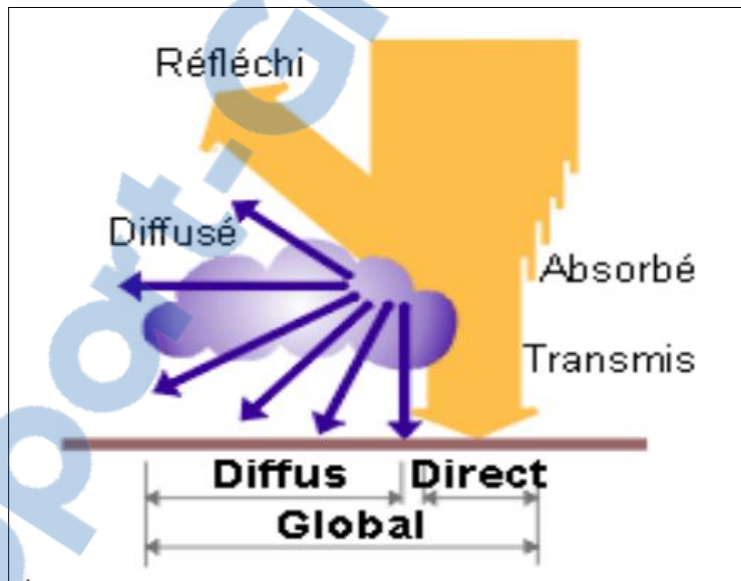 Réfléchi
Diffusé
Absorbé
Transmis
Diffus Direct
Global